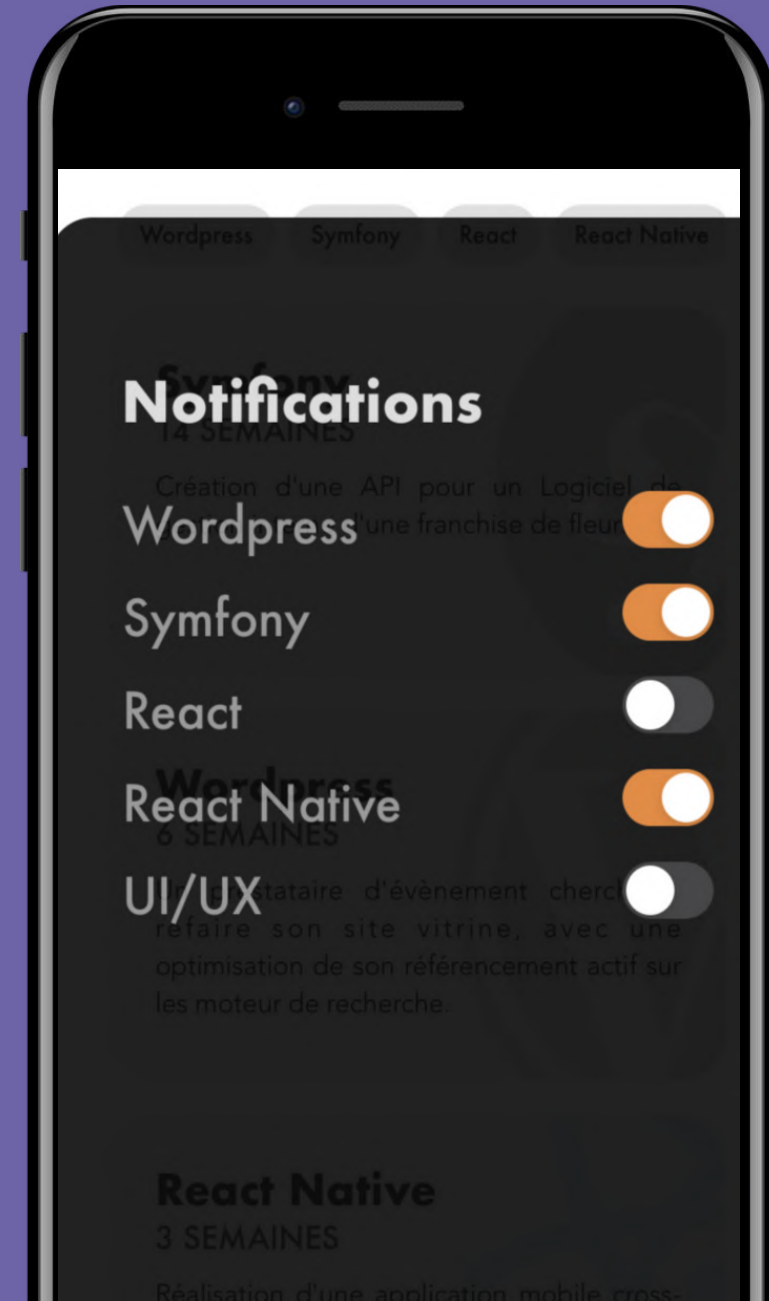 Wordpress Symfony React React Native
Symfony
Notifications
14 SEMAINES
Création d'une API pour un Logiciel de
d'une franchise de fleur
Wordpress
Symfony
React
Wordpress
React Native
6 SEMAINES
UI/UX
prestataire d'évènement
refaire son site vitrine, avec une
optimisation de son référencement actif sur
les moteur de recherche.
React Native
3 SEMAINES
Réalisation d'une application mobile cross-